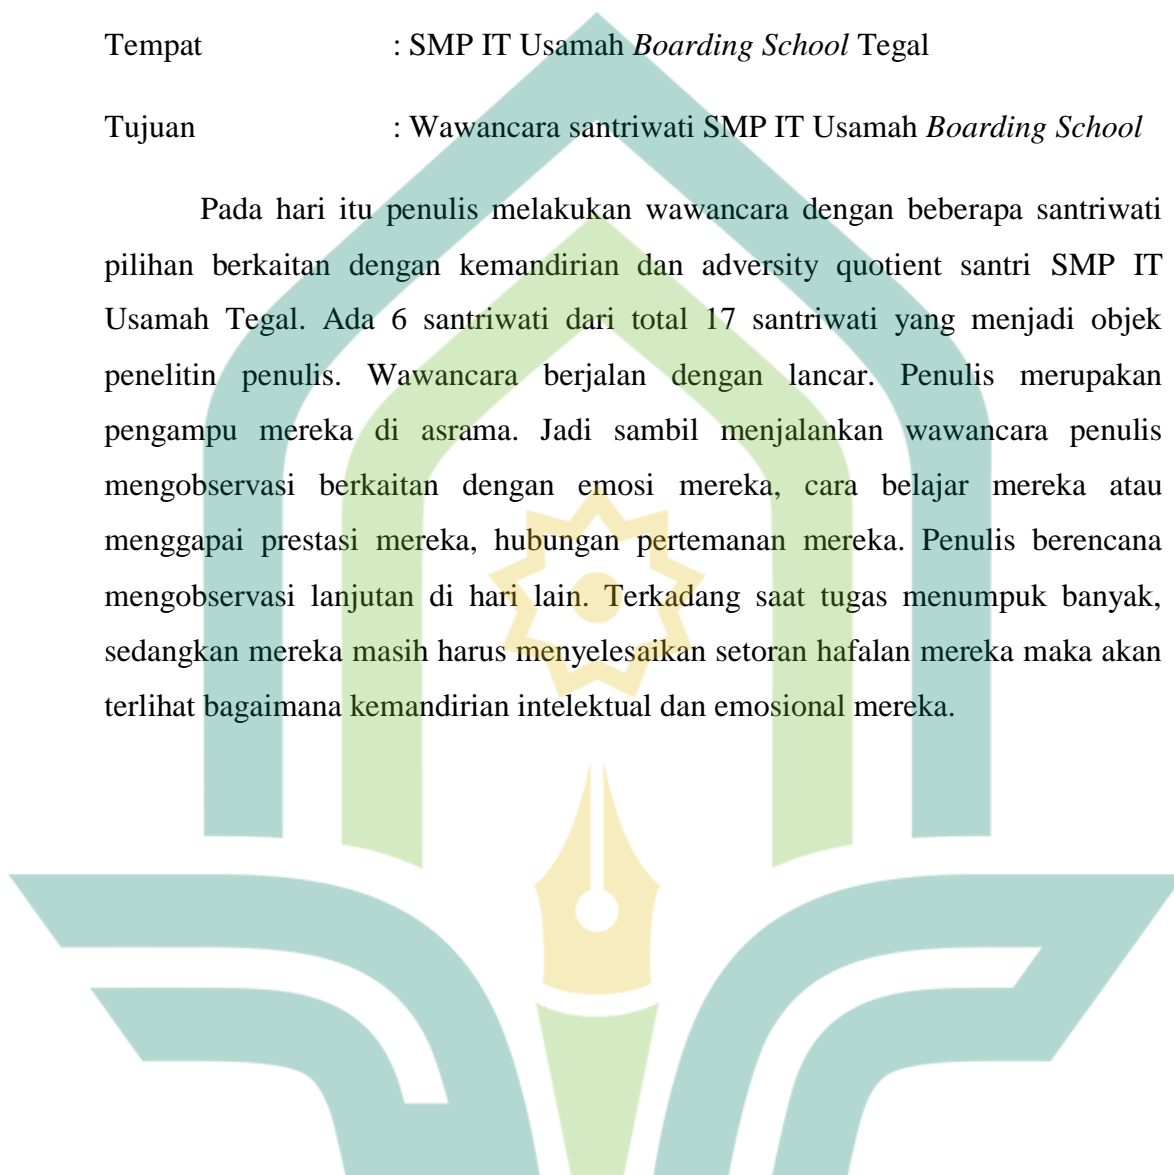 Tempat : SMP IT Usamah Boarding School Tegal
Tujuan : Wawancara santriwati SMP IT Usamah Boarding School
Pada hari itu penulis melakukan wawancara dengan beberapa santriwati
pilihan berkaitan dengan kemandirian dan adversity quotient santri SMP IT
Usamah Tegal. Ada 6 santriwati dari total 17 santriwati yang menjadi objek
penelitin penulis. Wawancara berjalan dengan lancar. Penulis merupakan
pengampu mereka di asrama. Jadi sambil menjalankan wawancara penulis
mengobservasi berkaitan dengan emosi mereka, cara belajar mereka atau
menggapai prestasi mereka, hubungan pertemanan mereka. Penulis berencana
mengobservasi lanjutan di hari lain. Terkadang saat tugas menumpuk banyak,
sedangkan mereka masih harus menyelesaikan setoran hafalan mereka maka akan
terlihat bagaimana kemandirian intelektual dan emosional mereka.